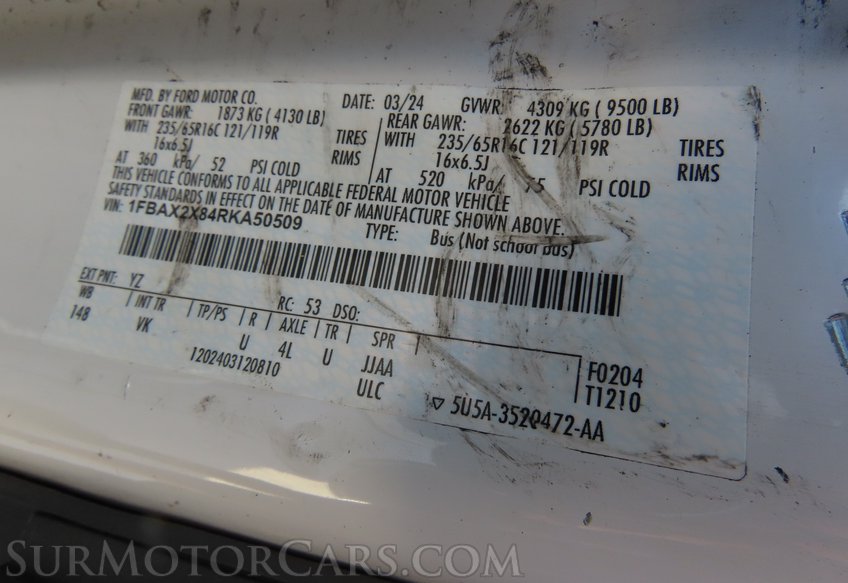 MFD. BY FORD MOTOR CO. DATE: 03/24 GVWR: 4309 KG ( 9500 LB)
FRONT GAWR: 1873 KG ( 4130 LB) REAR GAWR: 2622 KG ( 5780 LB)
WITH 235/65R16C 121/119R TIRES WITH 235/65R16C 121/119R TIRES
16x6.5J RIMS 16x6.5J RIMS
AT 360 kPa/ 52 PSI COLD AT 520 kPa/ 75 PSI COLD
THIS VEHICLE CONFORMS TO ALL APPLICABLE FEDERAL MOTOR VEHICLE
SAFETY STANDARDS IN EFFECT ON THE DATE OF MANUFACTURE SHOWN ABOVE.
VIN: 1FBAX2X84RKA50509 TYPE: Bus (Not school bus)
EXT PNT: YZ RC: 53 DSO:
WB INT TR TP/PS R AXLE TR SPR
148 VK U 4L U JJAA F0204
1202403120810 ULC T1210
▽ 5U5A-3520472-AA
SURMOTORCARS.COM